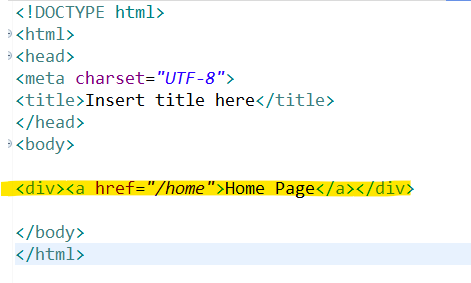 <!DOCTYPE html>
<html>
<head>
<meta charset="UTF-8">
<title>Insert title here</title>
</head>
<body>
<div><a href="/home">Home Page</a></div>
</body>
</html>